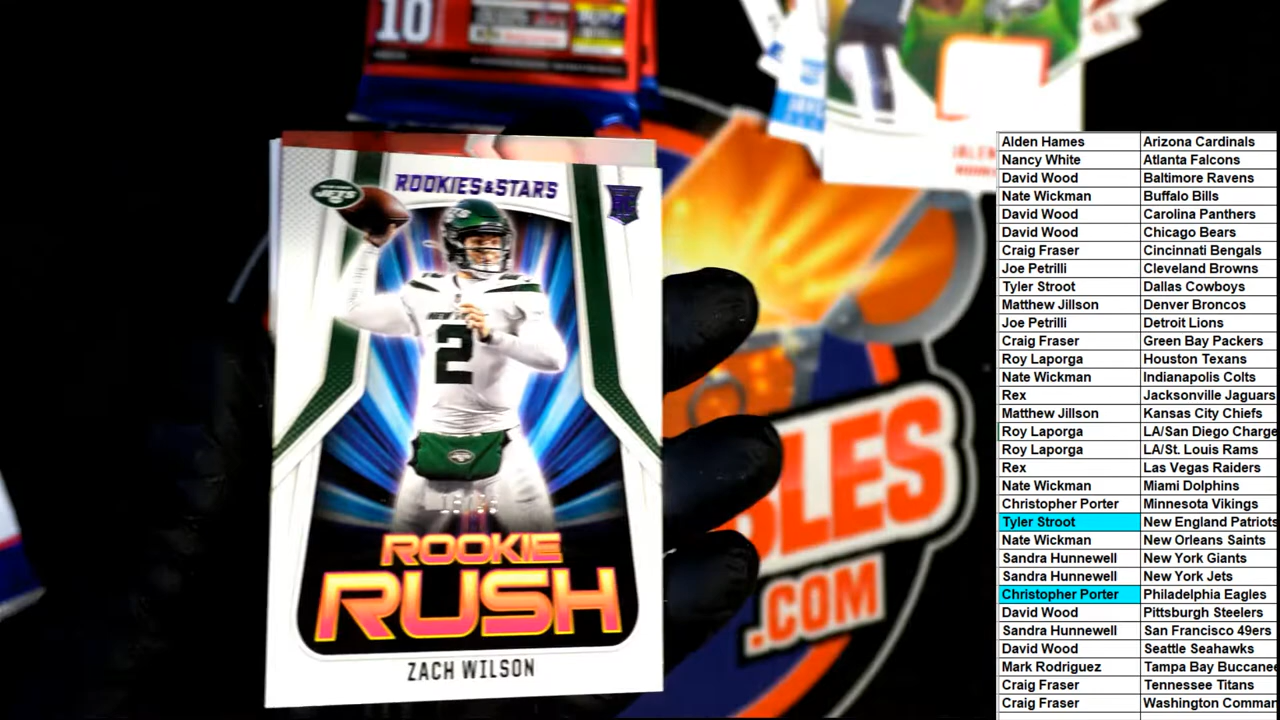 10
JETS
ROOKIES&STARS
2
ROOKIE
RUSH
ZACH WILSON
LES
.COM
Alden Hames Arizona Cardinals
Nancy White Atlanta Falcons
David Wood Baltimore Ravens
Nate Wickman Buffalo Bills
David Wood Carolina Panthers
David Wood Chicago Bears
Craig Fraser Cincinnati Bengals
Joe Petrilli Cleveland Browns
Tyler Stroot Dallas Cowboys
Matthew Jillson Denver Broncos
Joe Petrilli Detroit Lions
Craig Fraser Green Bay Packers
Roy Laporga Houston Texans
Nate Wickman Indianapolis Colts
Rex Jacksonville Jaguars
Matthew Jillson Kansas City Chiefs
Roy Laporga LA/San Diego Charge
Roy Laporga LA/St. Louis Rams
Rex Las Vegas Raiders
Nate Wickman Miami Dolphins
Christopher Porter Minnesota Vikings
Tyler Stroot New England Patriots
Nate Wickman New Orleans Saints
Sandra Hunnewell New York Giants
Sandra Hunnewell New York Jets
Christopher Porter Philadelphia Eagles
David Wood Pittsburgh Steelers
Sandra Hunnewell San Francisco 49ers
David Wood Seattle Seahawks
Mark Rodriguez Tampa Bay Buccane
Craig Fraser Tennessee Titans
Craig Fraser Washington Comman